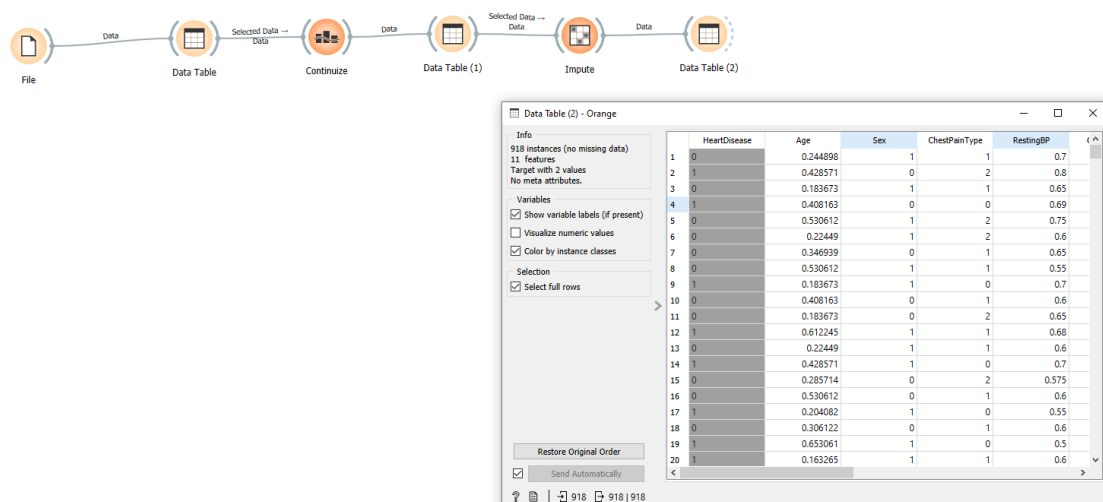 Data
Selected Data →
Data
Data
Selected Data →
Data
Data
File
Data Table
Continuize
Data Table (1)
Impute
Data Table (2)
Data Table (2) - Orange
Info
918 instances (no missing data)
11 features
Target with 2 values
No meta attributes.
Variables
Show variable labels (if present)
Visualize numeric values
Color by instance classes
Selection
Select full rows
>
Restore Original Order
Send Automatically
? 918 918 | 918
HeartDisease Age Sex ChestPainType RestingBP
1 0 0.244898 1 1 0.7
2 1 0.428571 0 2 0.8
3 0 0.183673 1 1 0.65
4 1 0.408163 0 0 0.69
5 0 0.530612 1 2 0.75
6 0 0.22449 1 2 0.6
7 0 0.346939 0 1 0.65
8 0 0.530612 1 1 0.55
9 1 0.183673 1 0 0.7
10 0 0.408163 0 1 0.6
11 0 0.183673 0 2 0.65
12 1 0.612245 1 1 0.68
13 0 0.22449 1 1 0.6
14 1 0.428571 1 0 0.7
15 0 0.285714 0 2 0.575
16 0 0.530612 0 1 0.6
17 1 0.204082 1 0 0.55
18 0 0.306122 0 1 0.6
19 1 0.653061 1 0 0.5
20 1 0.163265 1 1 0.6